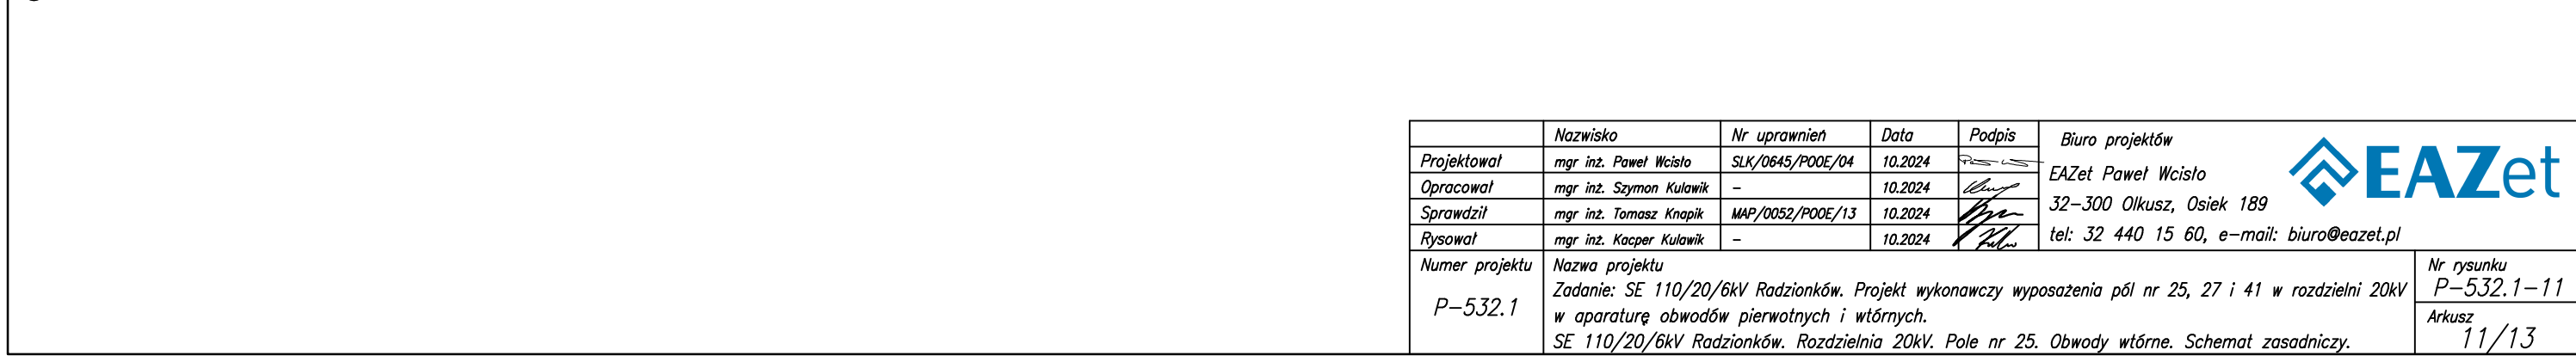 Nazwisko Nr uprawnień Data Podpis
Projektował mgr inż. Paweł Wcisło SLK/0645/POOE/04 10.2024
Opracował mgr inż. Szymon Kulawik – 10.2024
Sprawdził mgr inż. Tomasz Knapik MAP/0052/POOE/13 10.2024
Rysował mgr inż. Kacper Kulawik – 10.2024
Biuro projektów
EAZet Paweł Wcisło
32-300 Olkusz, Osiek 189
tel: 32 440 15 60, e-mail: biuro@eazet.pl
EAZet
Numer projektu
P-532.1
Nazwa projektu
Zadanie: SE 110/20/6kV Radzionków. Projekt wykonawczy wyposażenia pól nr 25, 27 i 41 w rozdzielni 20kV
w aparaturę obwodów pierwotnych i wtórnych.
SE 110/20/6kV Radzionków. Rozdzielnia 20kV. Pole nr 25. Obwody wtórne. Schemat zasadniczy.
Nr rysunku
P-532.1-11
Arkusz
11/13